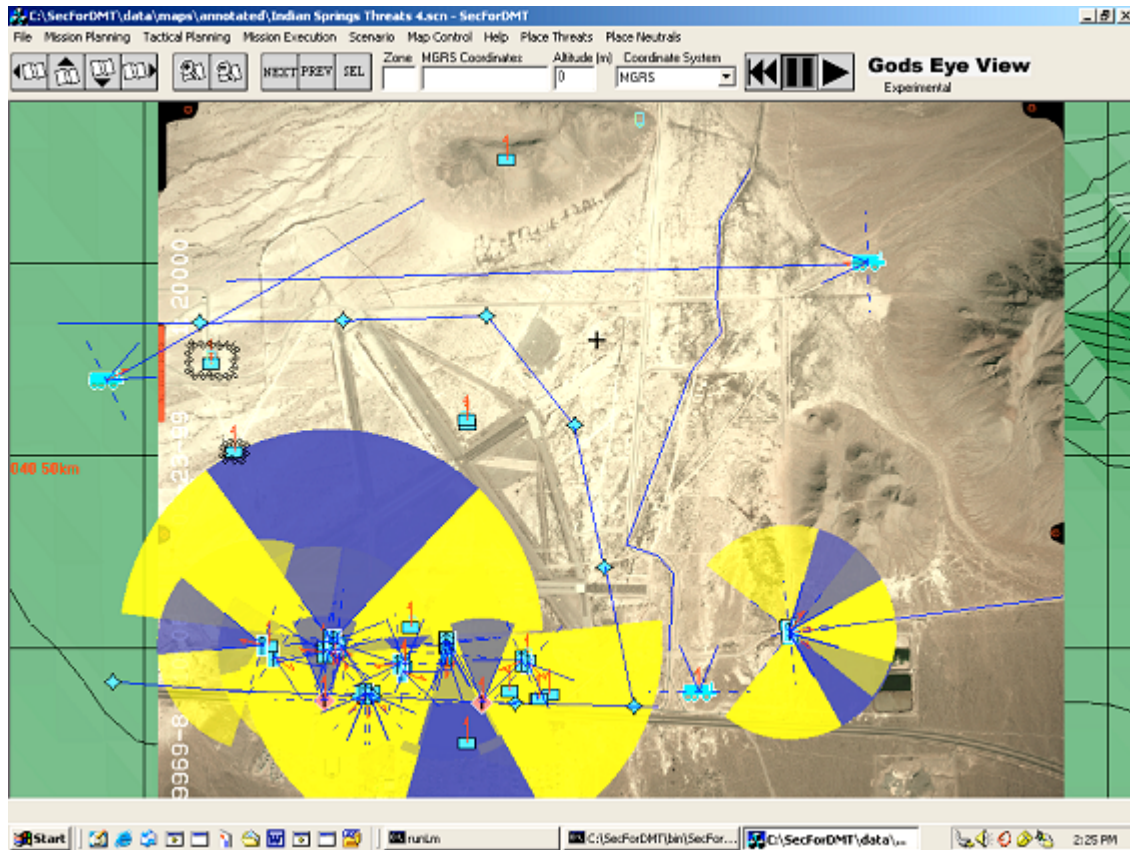 C:\SecForDMT\data\maps\annotated\Indian Springs Threats 4.scn - SecForDMT
File Mission Planning Tactical Planning Mission Execution Scenario Map Control Help Place Threats Place Neutrals
Zone MGRS Coordinates Altitude (m) Coordinate System
NEXT PREV SEL 0 MGRS
Gods Eye View
Experimental
20000
040 50km
9969-8
Start runLm C:\SecForDMT\bin\SecFor... C:\SecForDMT\data\... 2:25 PM